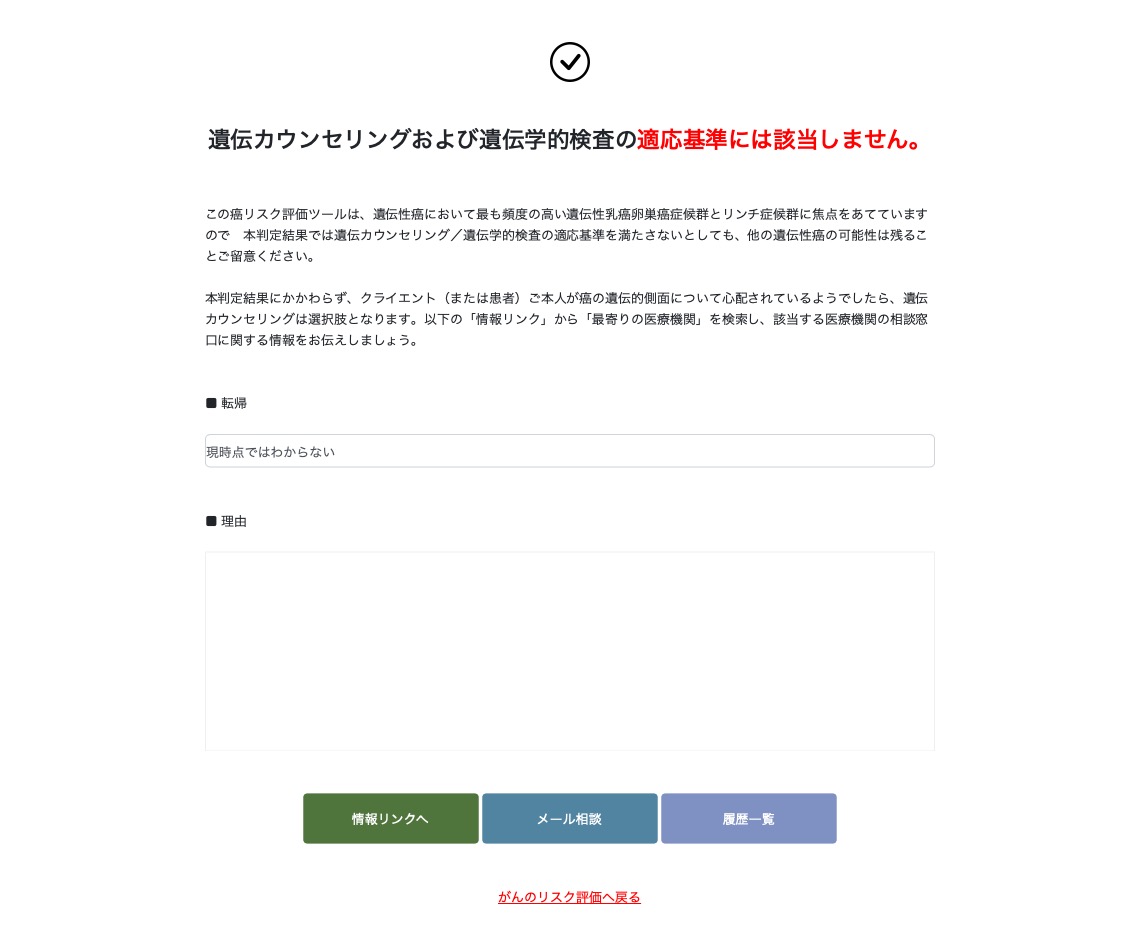 遺伝カウンセリングおよび遺伝学的検査の適応基準には該当しません。
この癌リスク評価ツールは、遺伝性癌において最も頻度の高い遺伝性乳癌卵巣癌症候群とリンチ症候群に焦点をあてています
ので　本判定結果では遺伝カウンセリング／遺伝学的検査の適応基準を満たさないとしても、他の遺伝性癌の可能性は残るこ
とご留意ください。
本判定結果にかかわらず、クライエント（または患者）ご本人が癌の遺伝的側面について心配されているようでしたら、遺伝
カウンセリングは選択肢となります。以下の「情報リンク」から「最寄りの医療機関」を検索し、該当する医療機関の相談窓
口に関する情報をお伝えしましょう。
■ 転帰
現時点ではわからない
■ 理由
情報リンクへ
メール相談
履歴一覧
がんのリスク評価へ戻る